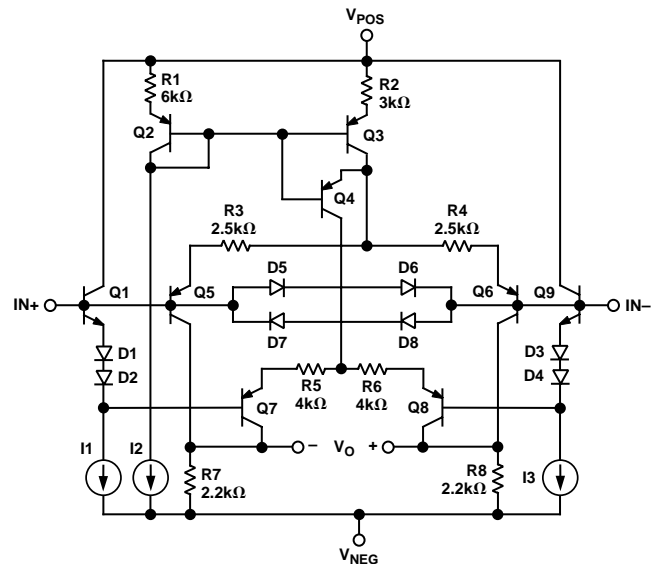 VPOS
R1
6kΩ
R2
3kΩ
Q2
Q3
Q4
R3
2.5kΩ
R4
2.5kΩ
IN+
Q1
Q5
D5
D6
Q6
Q9
IN–
D7
D8
D1
D2
D3
D4
R5
4kΩ
R6
4kΩ
Q7
Q8
I1
I2
– VO +
R7
2.2kΩ
R8
2.2kΩ
I3
VNEG